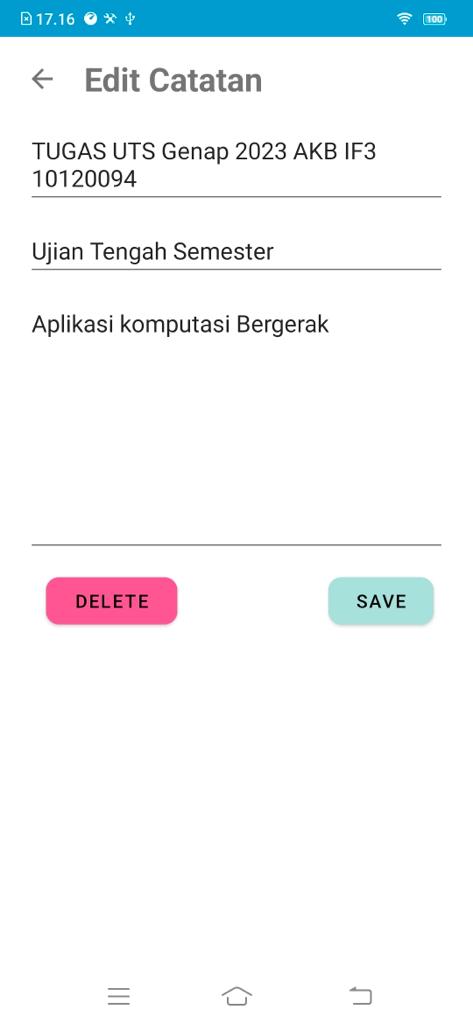 17.16
100
Edit Catatan
TUGAS UTS Genap 2023 AKB IF3
10120094
Ujian Tengah Semester
Aplikasi komputasi Bergerak
DELETE
SAVE